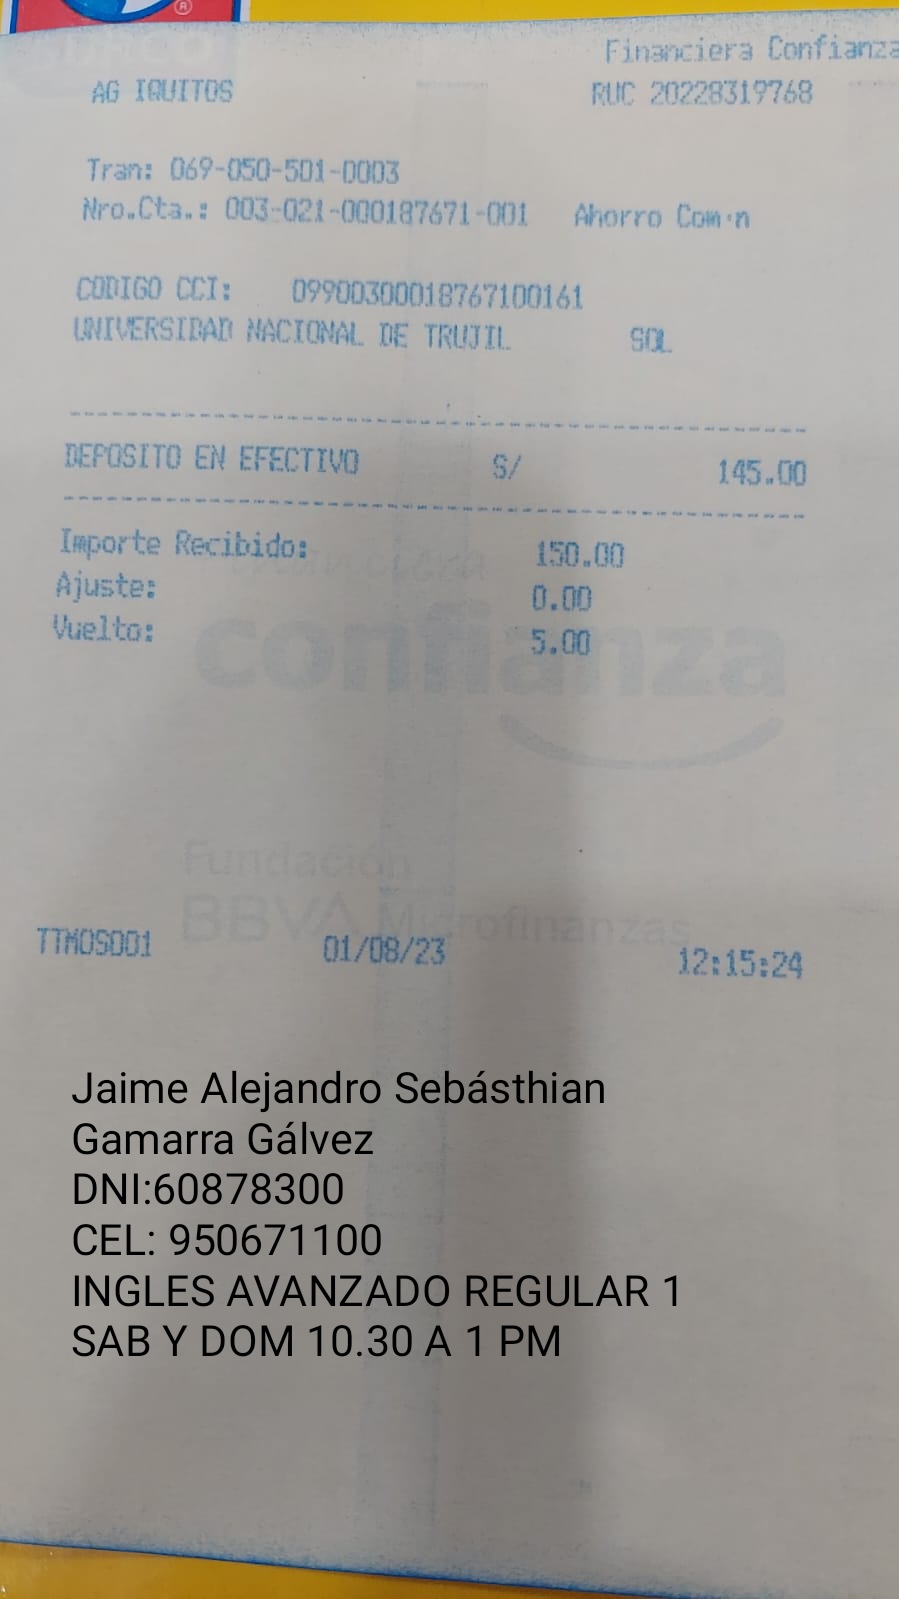 Financiera Confianza
AG IQUITOS RUC 20228319768
Tran: 069-050-501-0003
Nro.Cta.: 003-021-000187671-001 Ahorro Com·n
CODIGO CCI: 09900300018767100161
UNIVERSIDAD NACIONAL DE TRUJIL SOL
DEPOSITO EN EFECTIVO S/ 145.00
Importe Recibido: 150.00
Ajuste: 0.00
Vuelto: 5.00
financiera
confianza
Fundación
BBVA Microfinanzas
TTMOS001 01/08/23 12:15:24
Jaime Alejandro Sebásthian
Gamarra Gálvez
DNI:60878300
CEL: 950671100
INGLES AVANZADO REGULAR 1
SAB Y DOM 10.30 A 1 PM